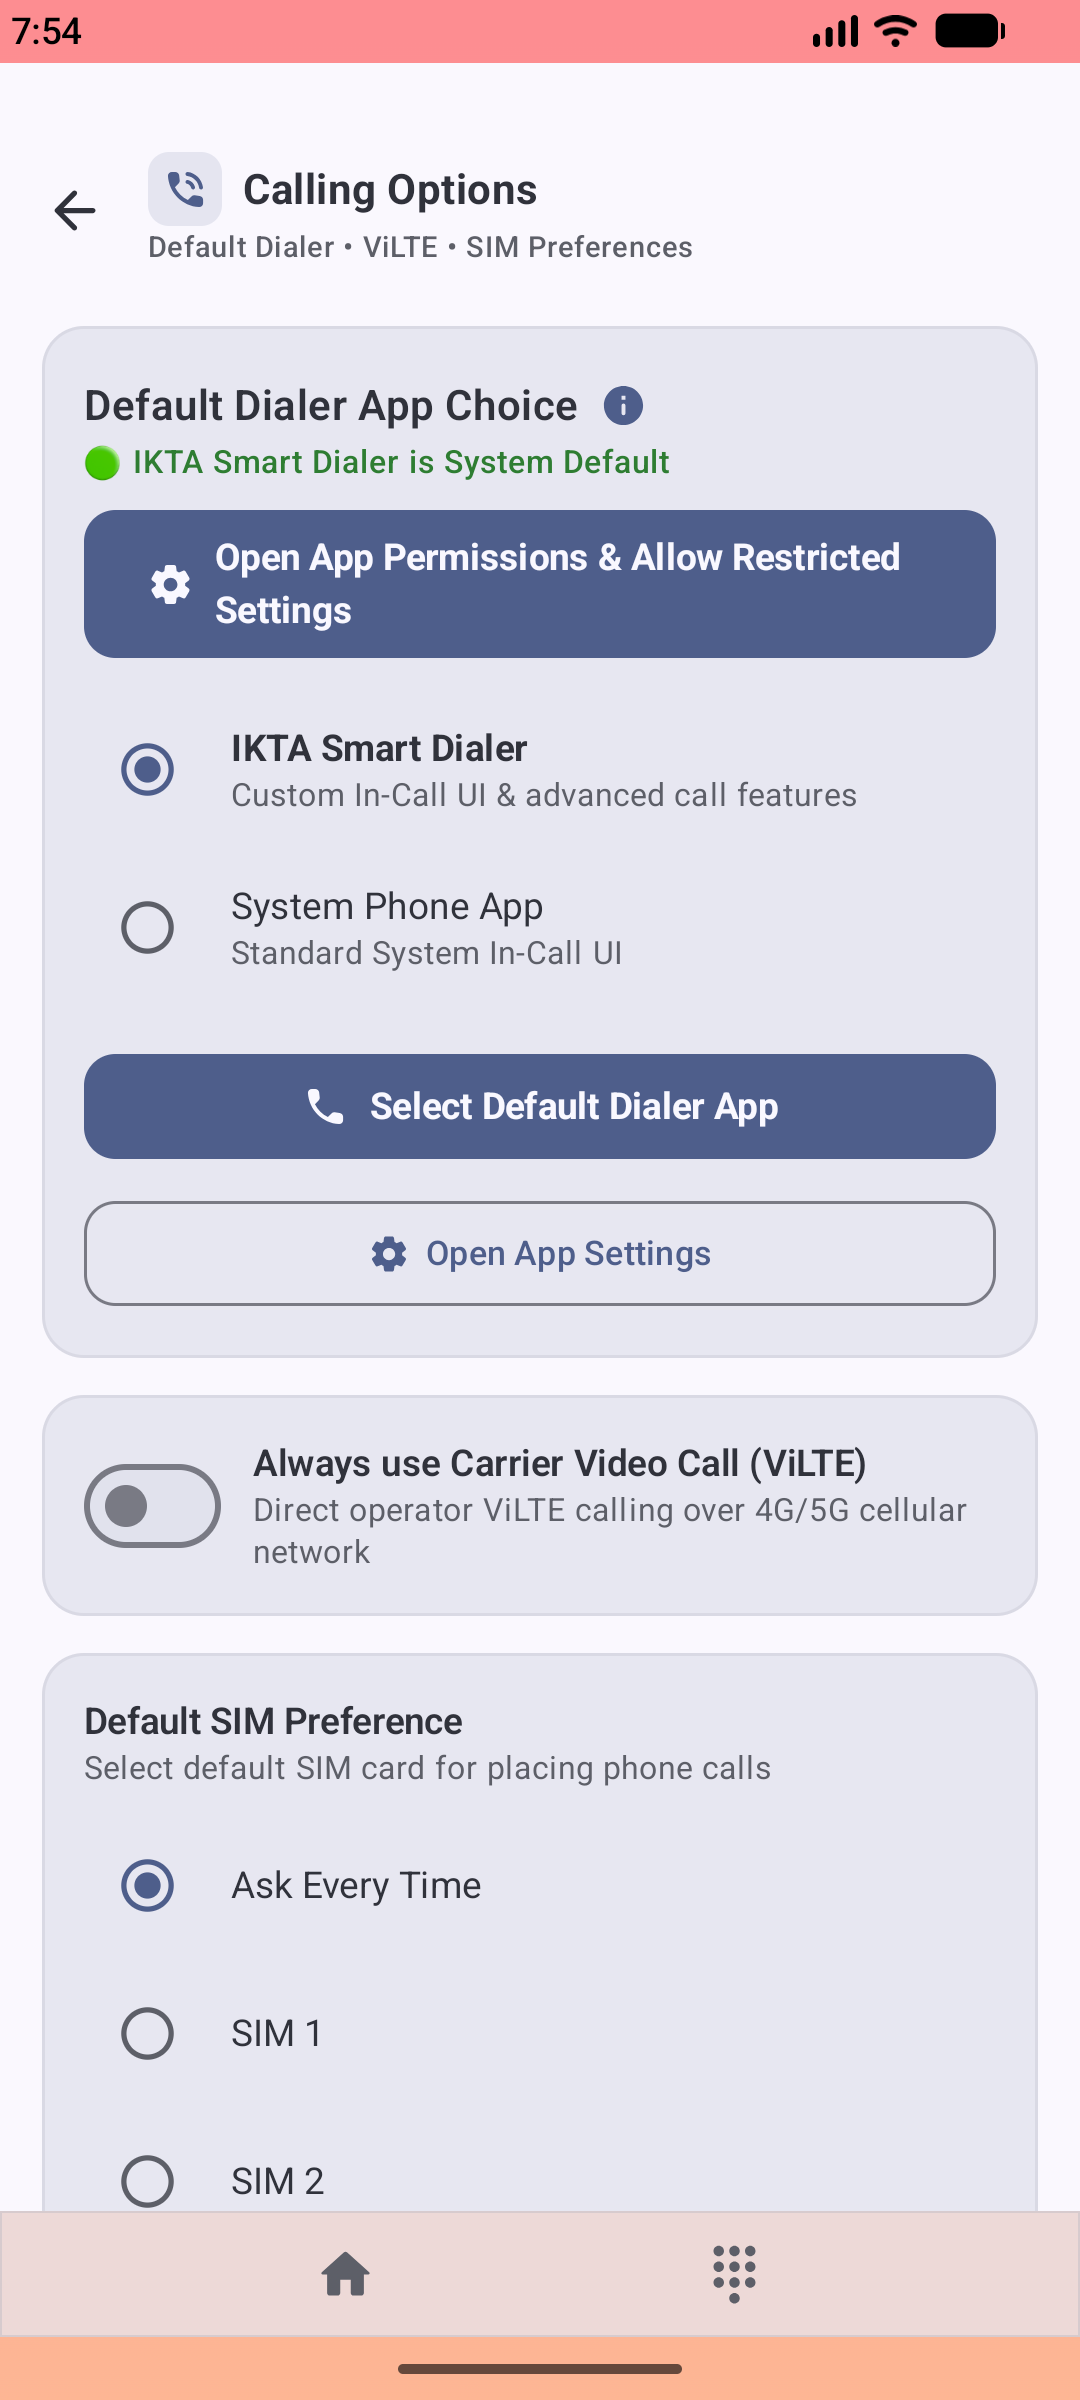 7:54
Calling Options
Default Dialer • ViLTE • SIM Preferences
Default Dialer App Choice
IKTA Smart Dialer is System Default
Open App Permissions & Allow Restricted
Settings
IKTA Smart Dialer
Custom In-Call UI & advanced call features
System Phone App
Standard System In-Call UI
Select Default Dialer App
Open App Settings
Always use Carrier Video Call (ViLTE)
Direct operator ViLTE calling over 4G/5G cellular
network
Default SIM Preference
Select default SIM card for placing phone calls
Ask Every Time
SIM 1
SIM 2